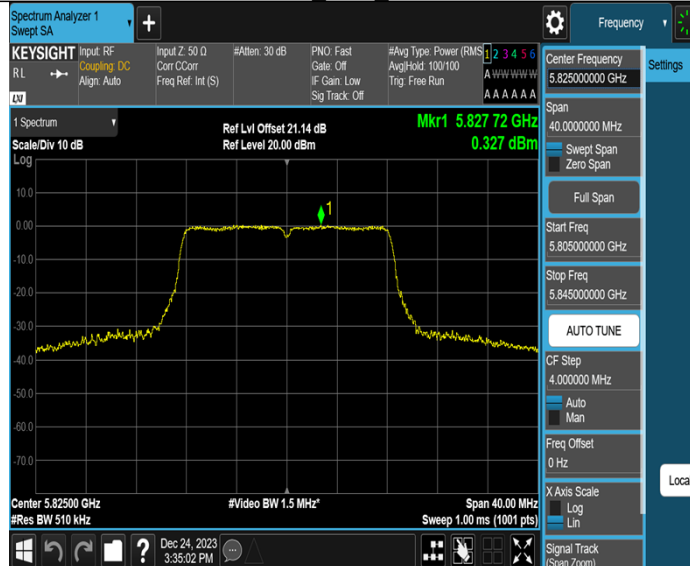 Spectrum Analyzer 1
Swept SA
+
Frequency
KEYSIGHT
RL
LXI
Input: RF
Coupling: DC
Align: Auto
Input Z: 50 Ω
Corr CCorr
Freq Ref: Int (S)
#Atten: 30 dB
PNO: Fast
Gate: Off
IF Gain: Low
Sig Track: Off
#Avg Type: Power (RMS
Avg|Hold: 100/100
Trig: Free Run
1 2 3 4 5 6
A W W W W W
A A A A A A
1 Spectrum
Scale/Div 10 dB
Log
Ref Lvl Offset 21.14 dB
Ref Level 20.00 dBm
Mkr1 5.827 72 GHz
0.327 dBm
1
10.0
0.00
-10.0
-20.0
-30.0
-40.0
-50.0
-60.0
-70.0
Center 5.82500 GHz
#Res BW 510 kHz
#Video BW 1.5 MHz*
Span 40.00 MHz
Sweep 1.00 ms (1001 pts)
Dec 24, 2023
3:35:02 PM
Center Frequency
5.825000000 GHz
Span
40.0000000 MHz
Swept Span
Zero Span
Full Span
Start Freq
5.805000000 GHz
Stop Freq
5.845000000 GHz
AUTO TUNE
CF Step
4.000000 MHz
Auto
Man
Freq Offset
0 Hz
X Axis Scale
Log
Lin
Signal Track
(Span Zoom)
Settings
Loca